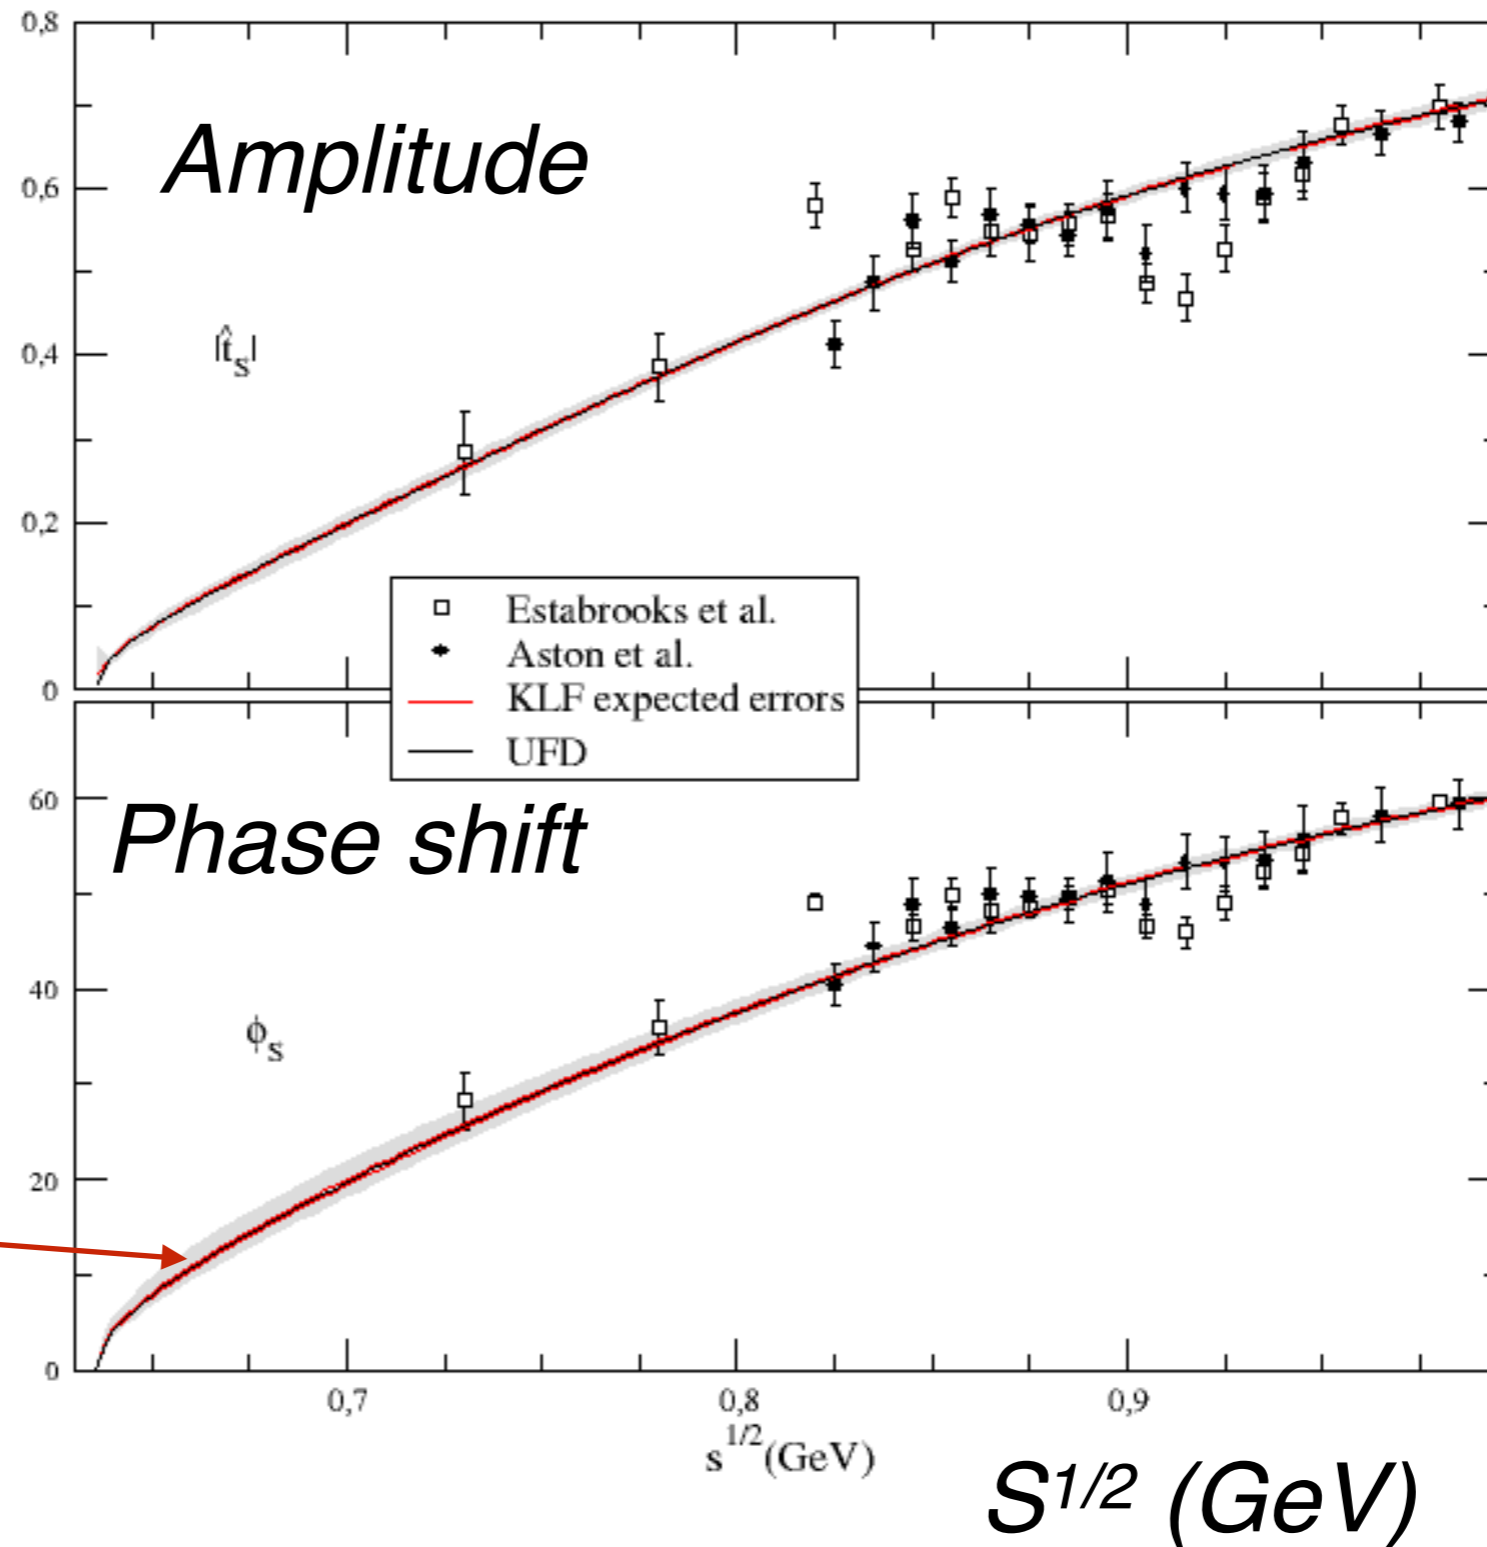 0,8
Amplitude
0,6
|t̂s|
0,4
0,2
0
Estabrooks et al.
Aston et al.
KLF expected errors
UFD
60
Phase shift
40
ϕs
20
0
0,7 0,8 0,9
s1/2(GeV)
S1/2 (GeV)